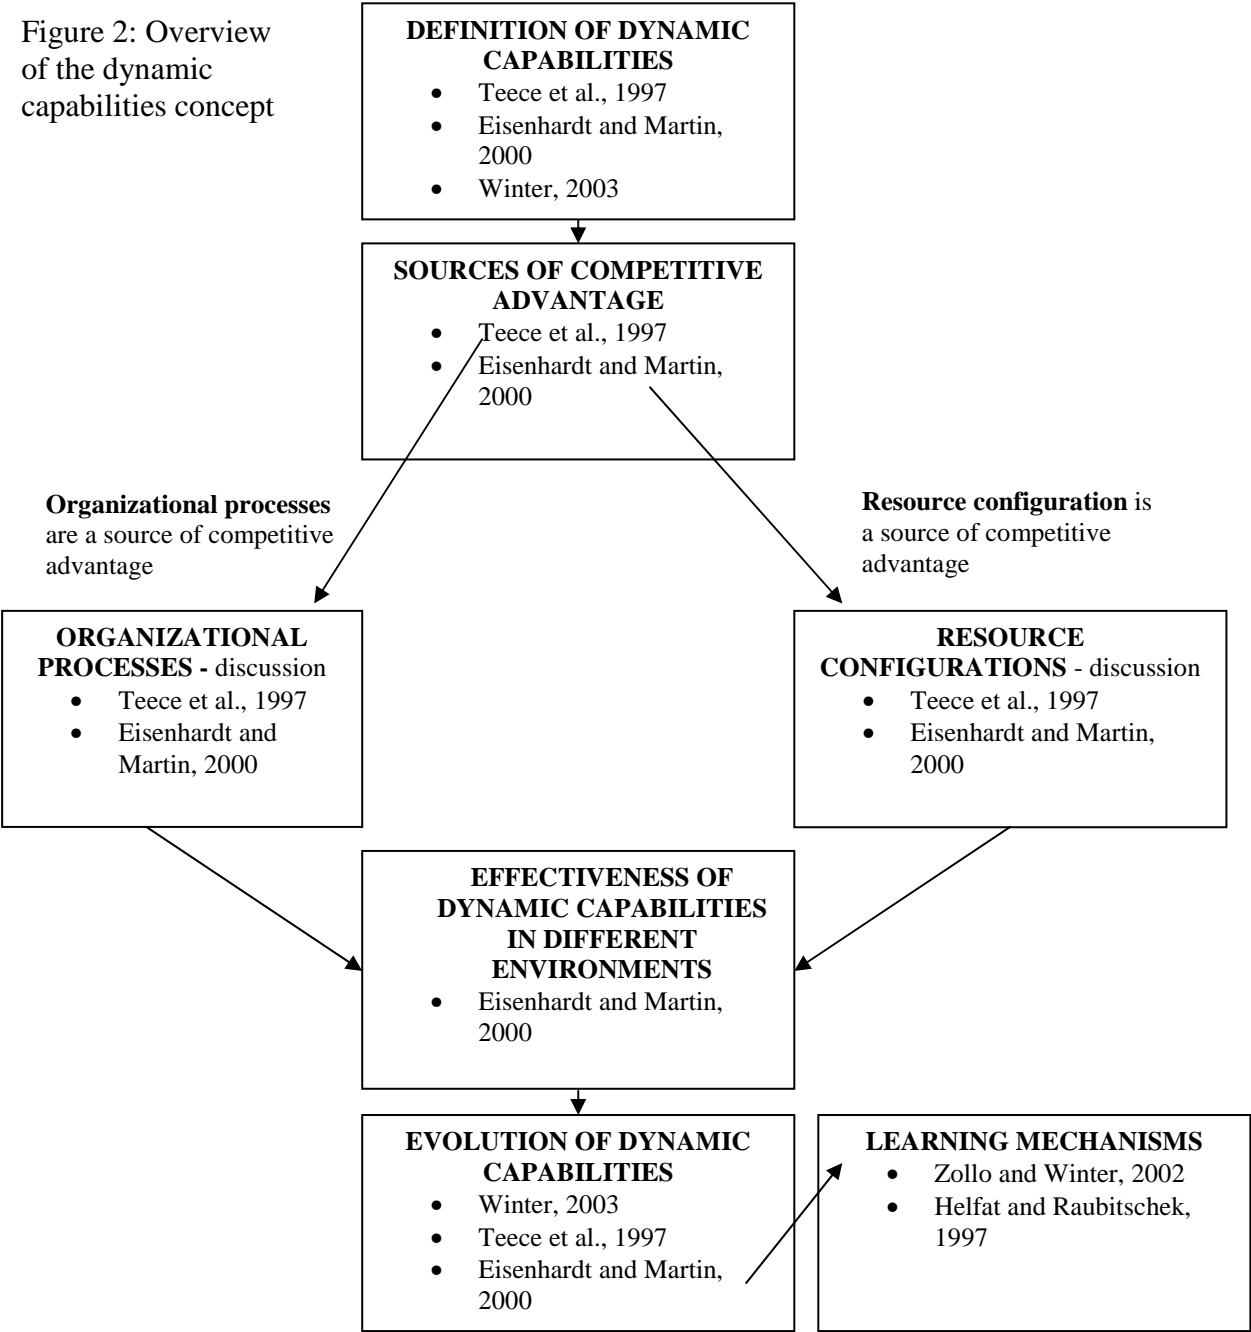 Figure 2: Overview
of the dynamic
capabilities concept
DEFINITION OF DYNAMIC
CAPABILITIES
• Teece et al., 1997
• Eisenhardt and Martin,
2000
• Winter, 2003
SOURCES OF COMPETITIVE
ADVANTAGE
• Teece et al., 1997
• Eisenhardt and Martin,
2000
Organizational processes
are a source of competitive
advantage
Resource configuration is
a source of competitive
advantage
ORGANIZATIONAL
PROCESSES - discussion
• Teece et al., 1997
• Eisenhardt and
Martin, 2000
RESOURCE
CONFIGURATIONS - discussion
• Teece et al., 1997
• Eisenhardt and Martin,
2000
EFFECTIVENESS OF
DYNAMIC CAPABILITIES
IN DIFFERENT
ENVIRONMENTS
• Eisenhardt and Martin,
2000
EVOLUTION OF DYNAMIC
CAPABILITIES
• Winter, 2003
• Teece et al., 1997
• Eisenhardt and Martin,
2000
LEARNING MECHANISMS
• Zollo and Winter, 2002
• Helfat and Raubitschek,
1997